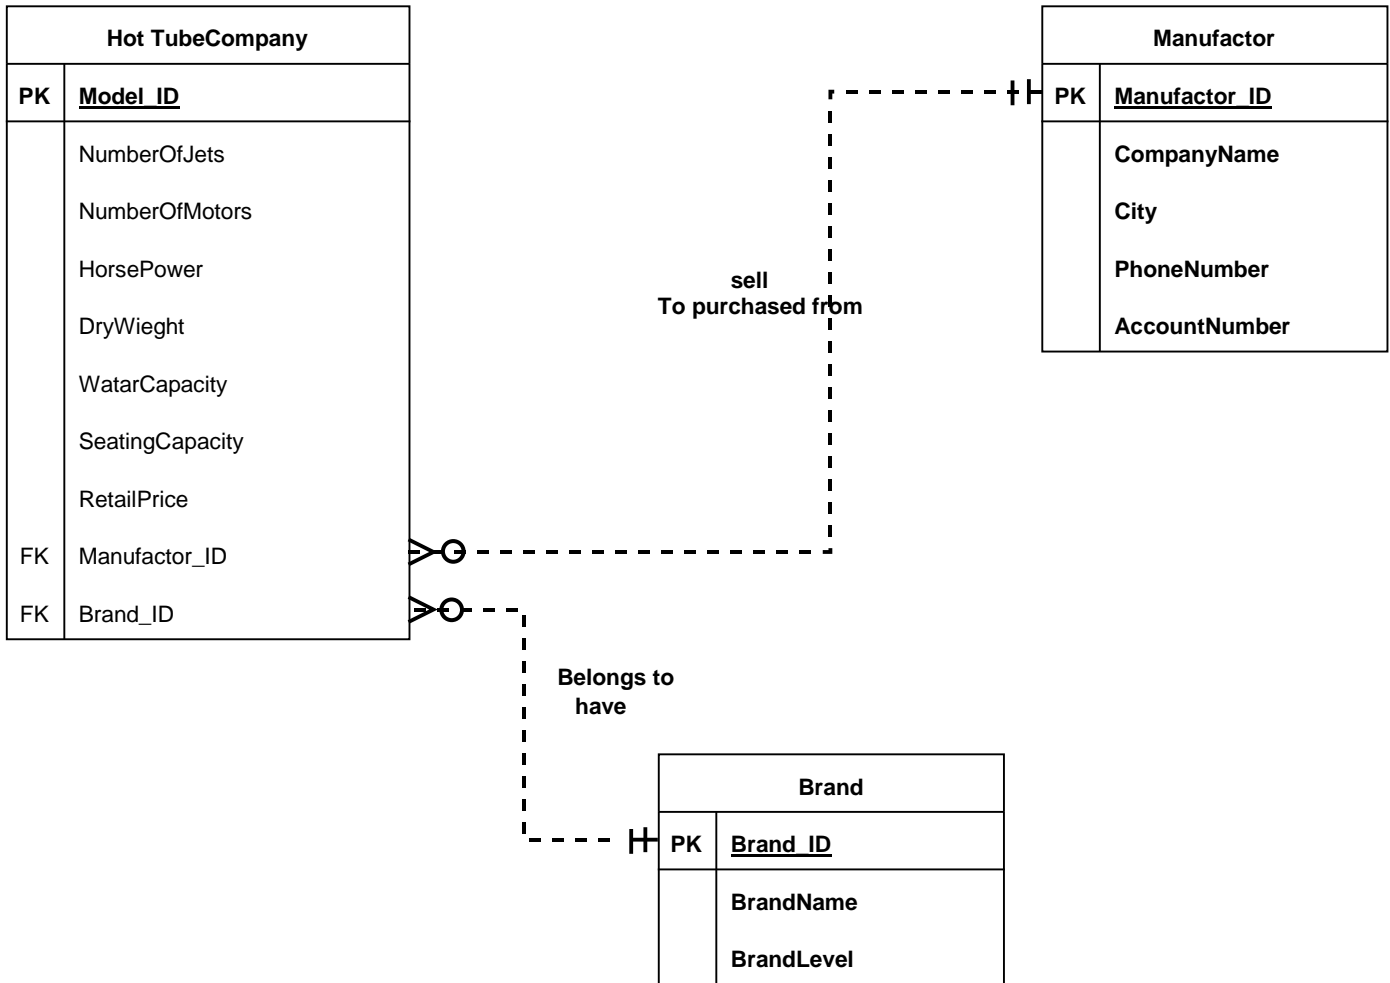 Hot TubeCompany
PK Model_ID
NumberOfJets
NumberOfMotors
HorsePower
DryWieght
WatarCapacity
SeatingCapacity
RetailPrice
FK Manufactor_ID
FK Brand_ID
Manufactor
PK Manufactor_ID
CompanyName
City
PhoneNumber
AccountNumber
sell
To purchased from
Belongs to
have
Brand
PK Brand_ID
BrandName
BrandLevel